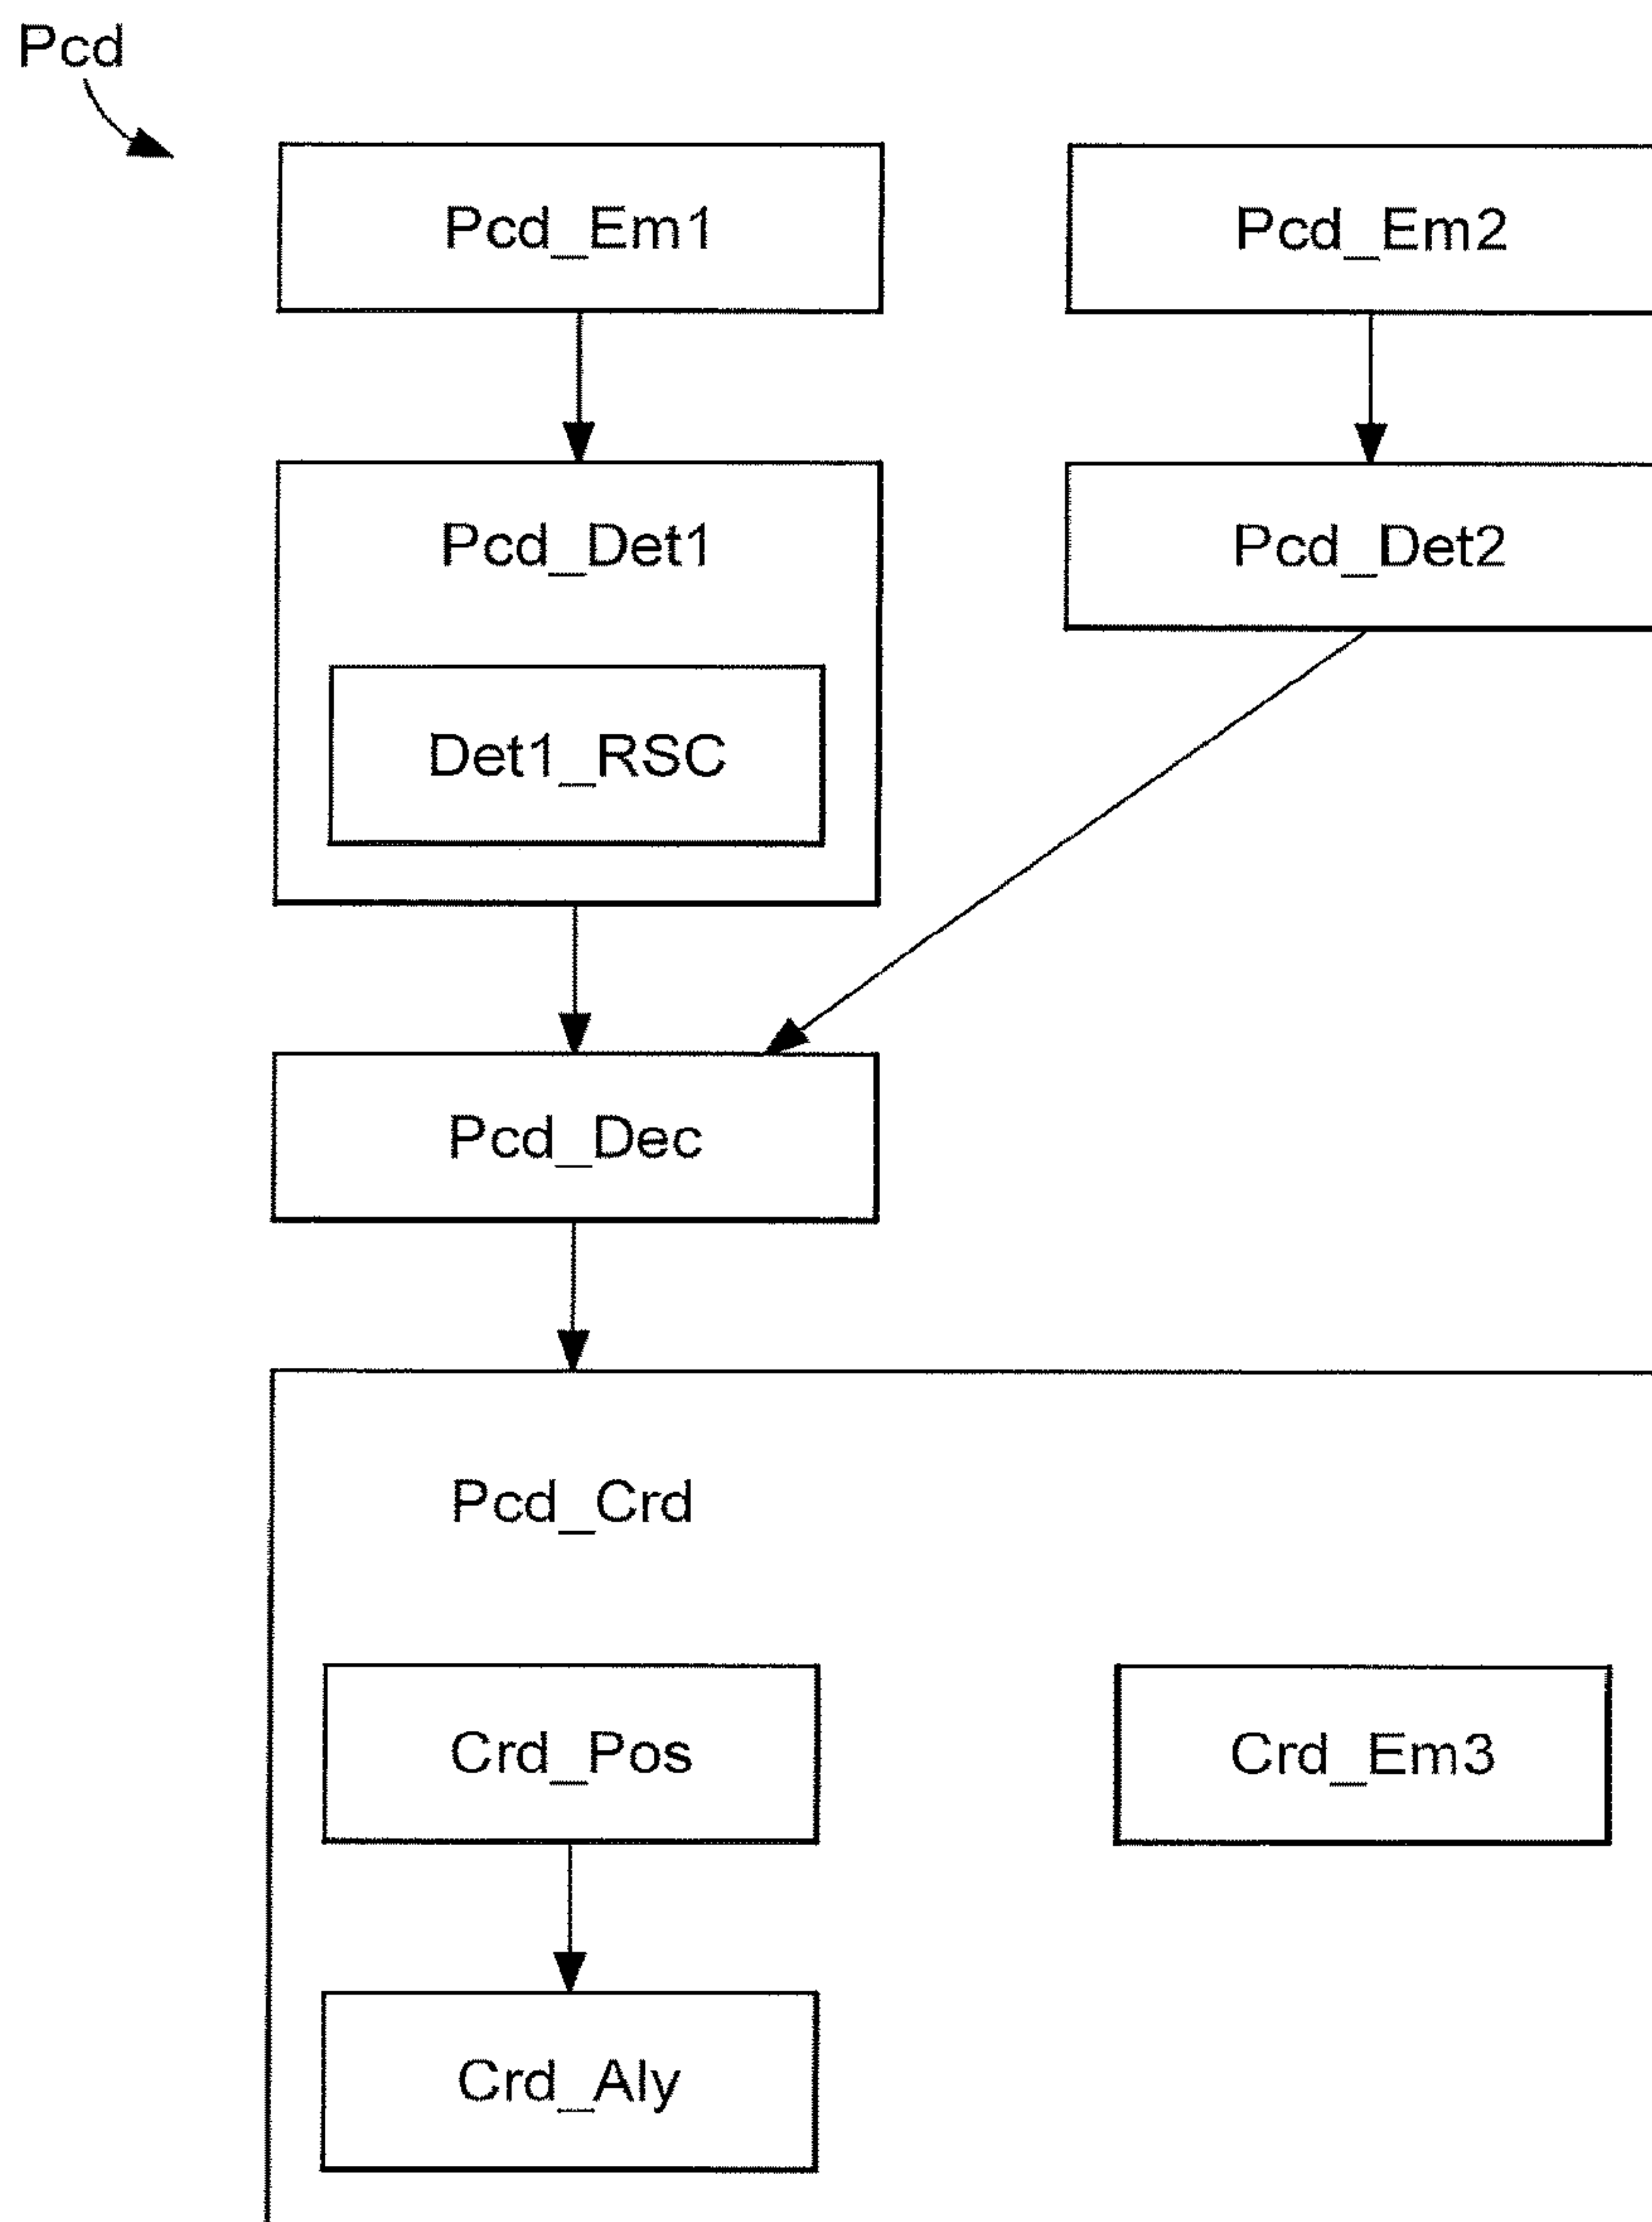 Pcd
Pcd_Em1
Pcd_Em2
Pcd_Det1
Pcd_Det2
Det1_RSC
Pcd_Dec
Pcd_Crd
Crd_Pos
Crd_Em3
Crd_Aly